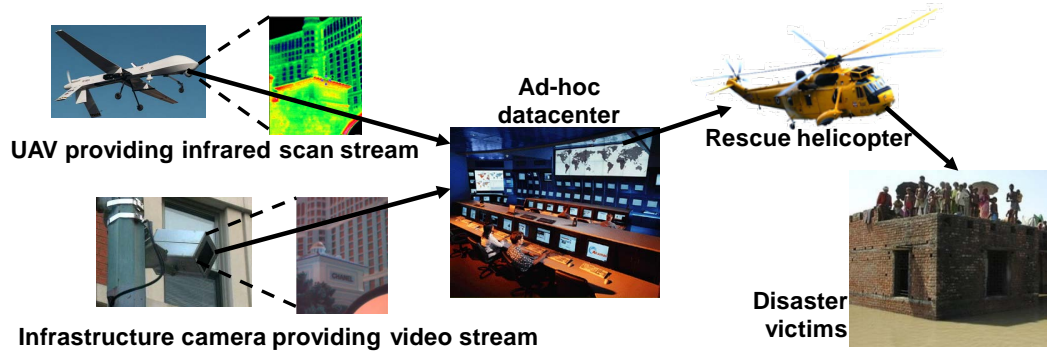 UAV providing infrared scan stream
Ad-hoc
datacenter
Rescue helicopter
Infrastructure camera providing video stream
Disaster
victims